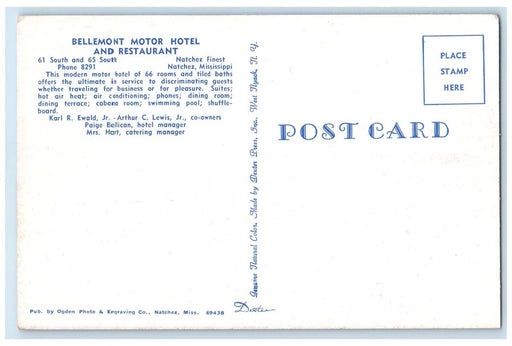 BELLEMONT MOTOR HOTEL
AND RESTAURANT
61 South and 65 South Natchez Finest
Phone 8291 Natchez, Mississippi
This modern motor hotel of 66 rooms and tiled baths
offers the ultimate in service to discriminating guests
whether traveling for business or for pleasure. Suites;
hot air heat; air conditioning; phones; dining room;
dining terrace; cabana room; swimming pool; shuffle-
board.
Karl R. Ewald, Jr. - Arthur C. Lewis, Jr., co-owners
Paige Bellican, hotel manager
Mrs. Hart, catering manager
Pub. by Ogden Photo & Engraving Co., Natchez, Miss. 69438
Genuine Natural Color. Made by Dexter Press, Inc. West Nyack, N. Y.
Dexter
POST CARD
PLACE
STAMP
HERE